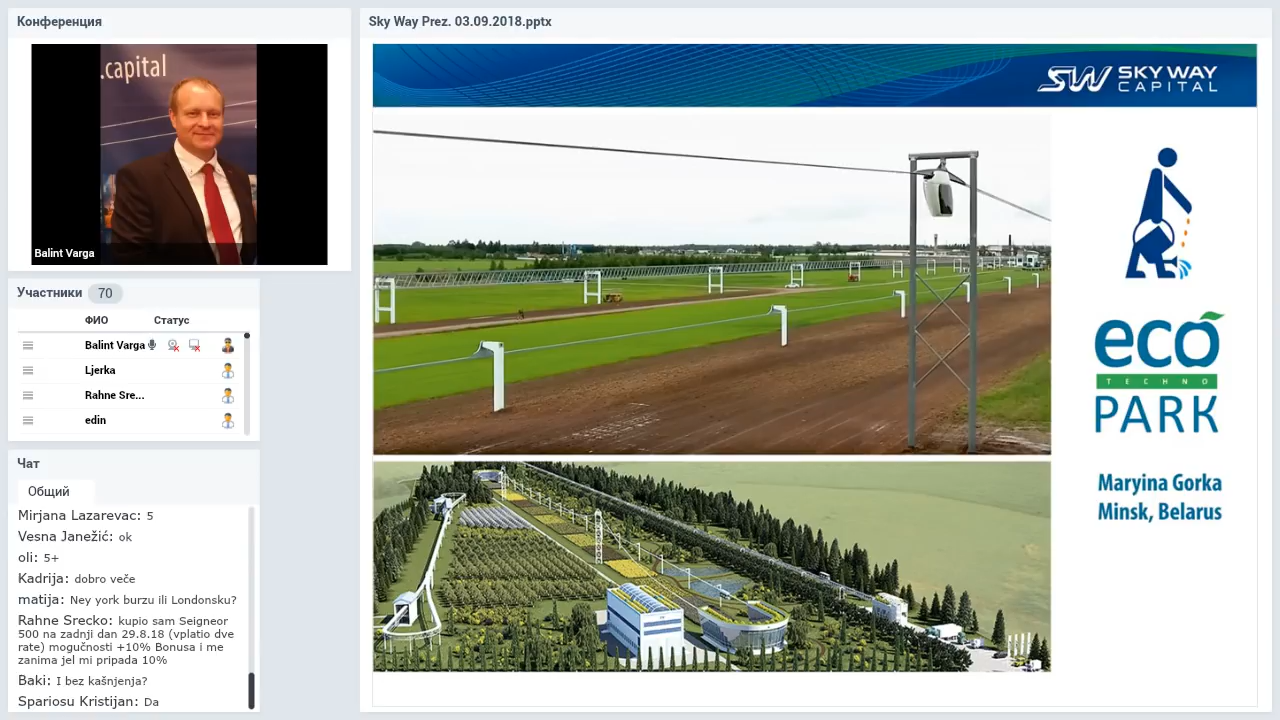 Конференция
.capital
Balint Varga
Участники 70
ФИО Статус
Balint Varga
Ljerka
Rahne Sre...
edin
Чат
Общий
Mirjana Lazarevac: 5
Vesna Janežić: ok
oli: 5+
Kadrija: dobro veče
matija: Ney york burzu ili Londonsku?
Rahne Srecko: kupio sam Seigneor
500 na zadnji dan 29.8.18 (vplatio dve
rate) mogučnosti +10% Bonusa i me
zanima jel mi pripada 10%
Baki: I bez kašnjenja?
Spariosu Kristijan: Da
Sky Way Prez. 03.09.2018.pptx
SW SKY WAY
CAPITAL
eco
TECHNO
PARK
Maryina Gorka
Minsk, Belarus